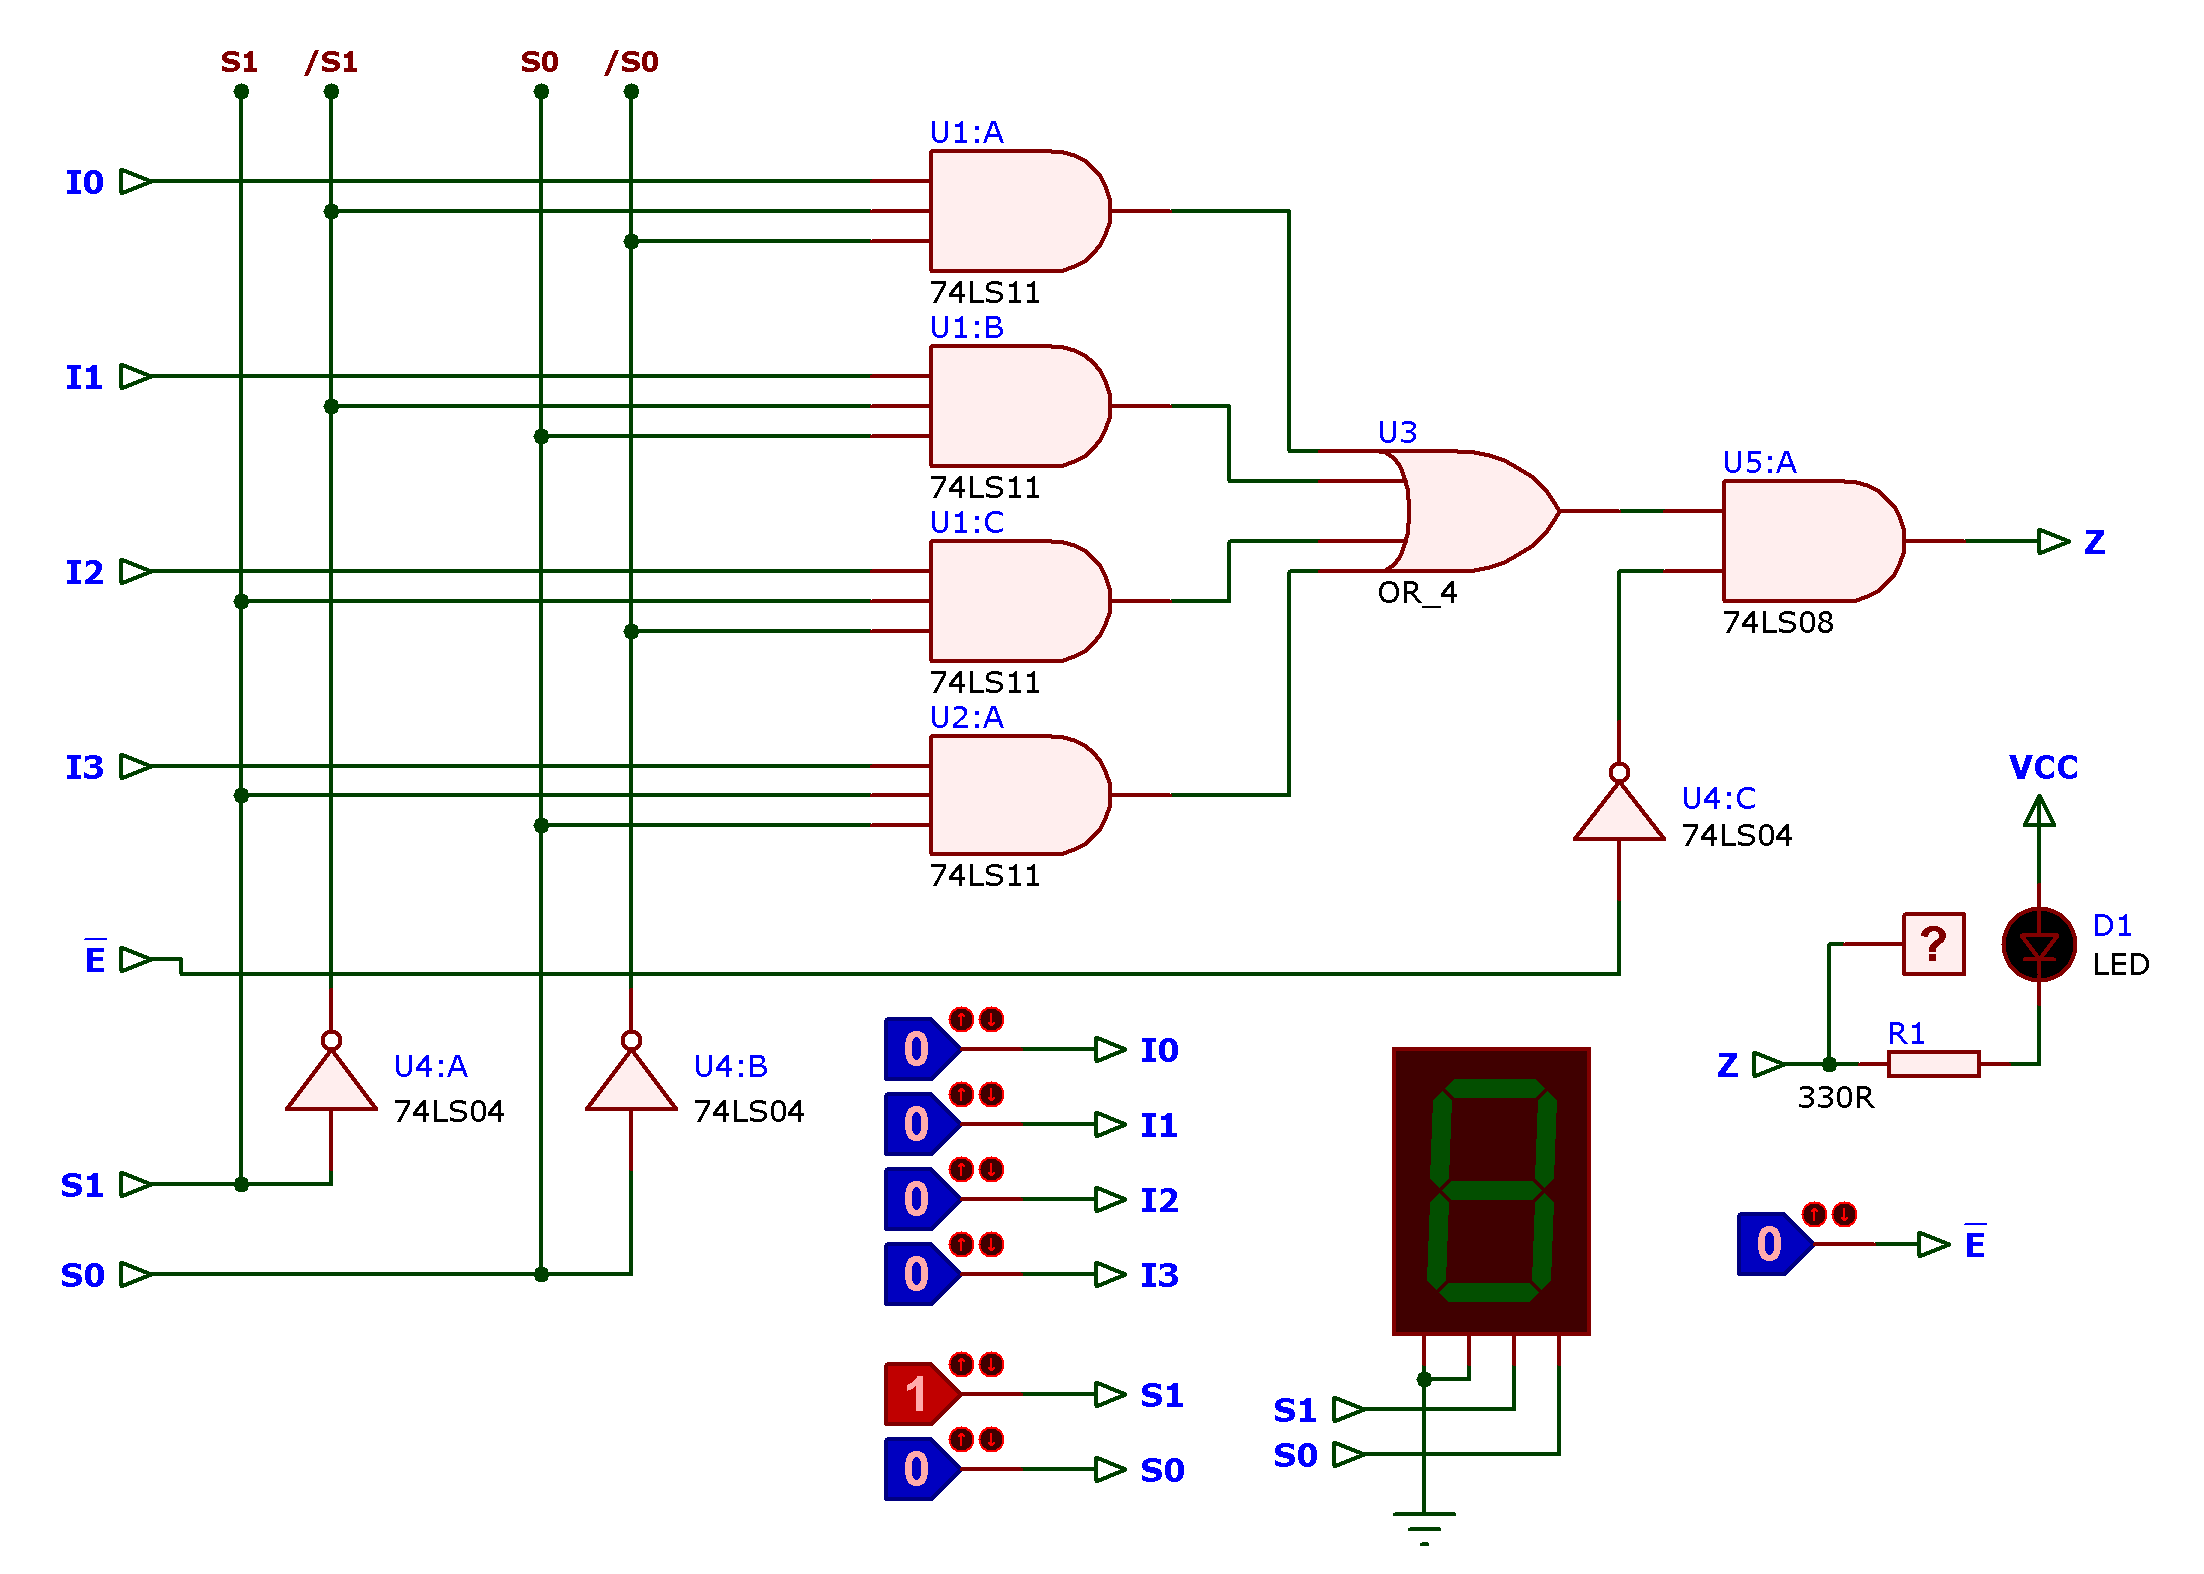 S1 /S1 S0 /S0
U1:A
I0
74LS11
U1:B
I1
74LS11
U1:C
I2
74LS11
U2:A
I3
74LS11
U3
OR_4
U5:A
74LS08
Z
U4:C
74LS04
VCC
D1
LED
?
R1
Z
330R
E
U4:A
74LS04
U4:B
74LS04
S1
S0
0 ↑ ↓ I0
0 ↑ ↓ I1
0 ↑ ↓ I2
0 ↑ ↓ I3
1 ↑ ↓ S1
0 ↑ ↓ S0
S1
S0
0 ↑ ↓ E